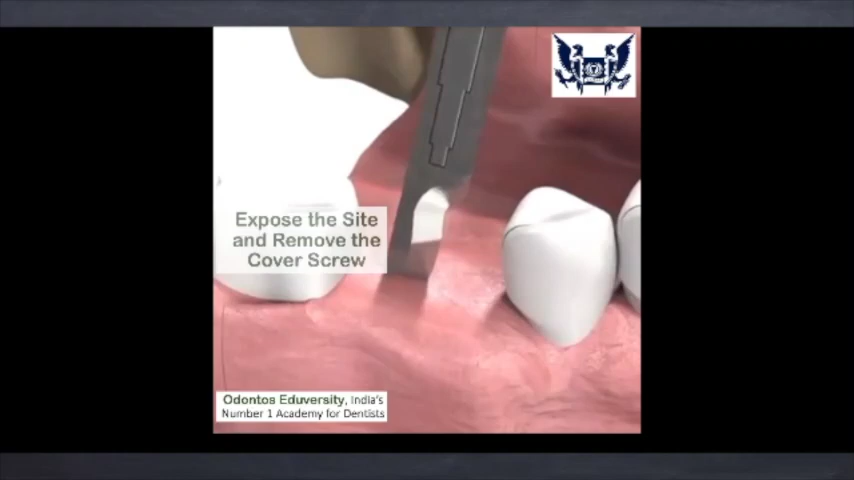 Expose the Site
and Remove the
Cover Screw
Odontos Eduversity, India's
Number 1 Academy for Dentists